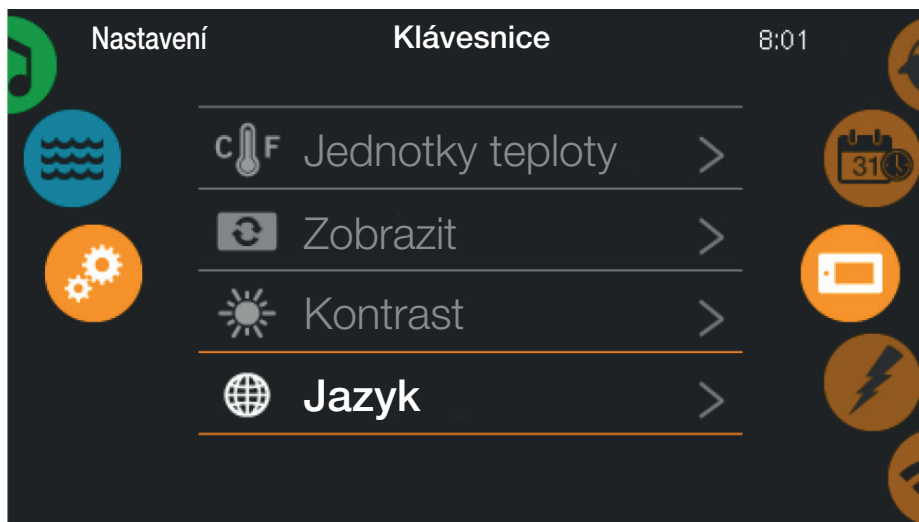 Nastavení Klávesnice 8:01
C F Jednotky teploty
31
Zobrazit
Kontrast
Jazyk